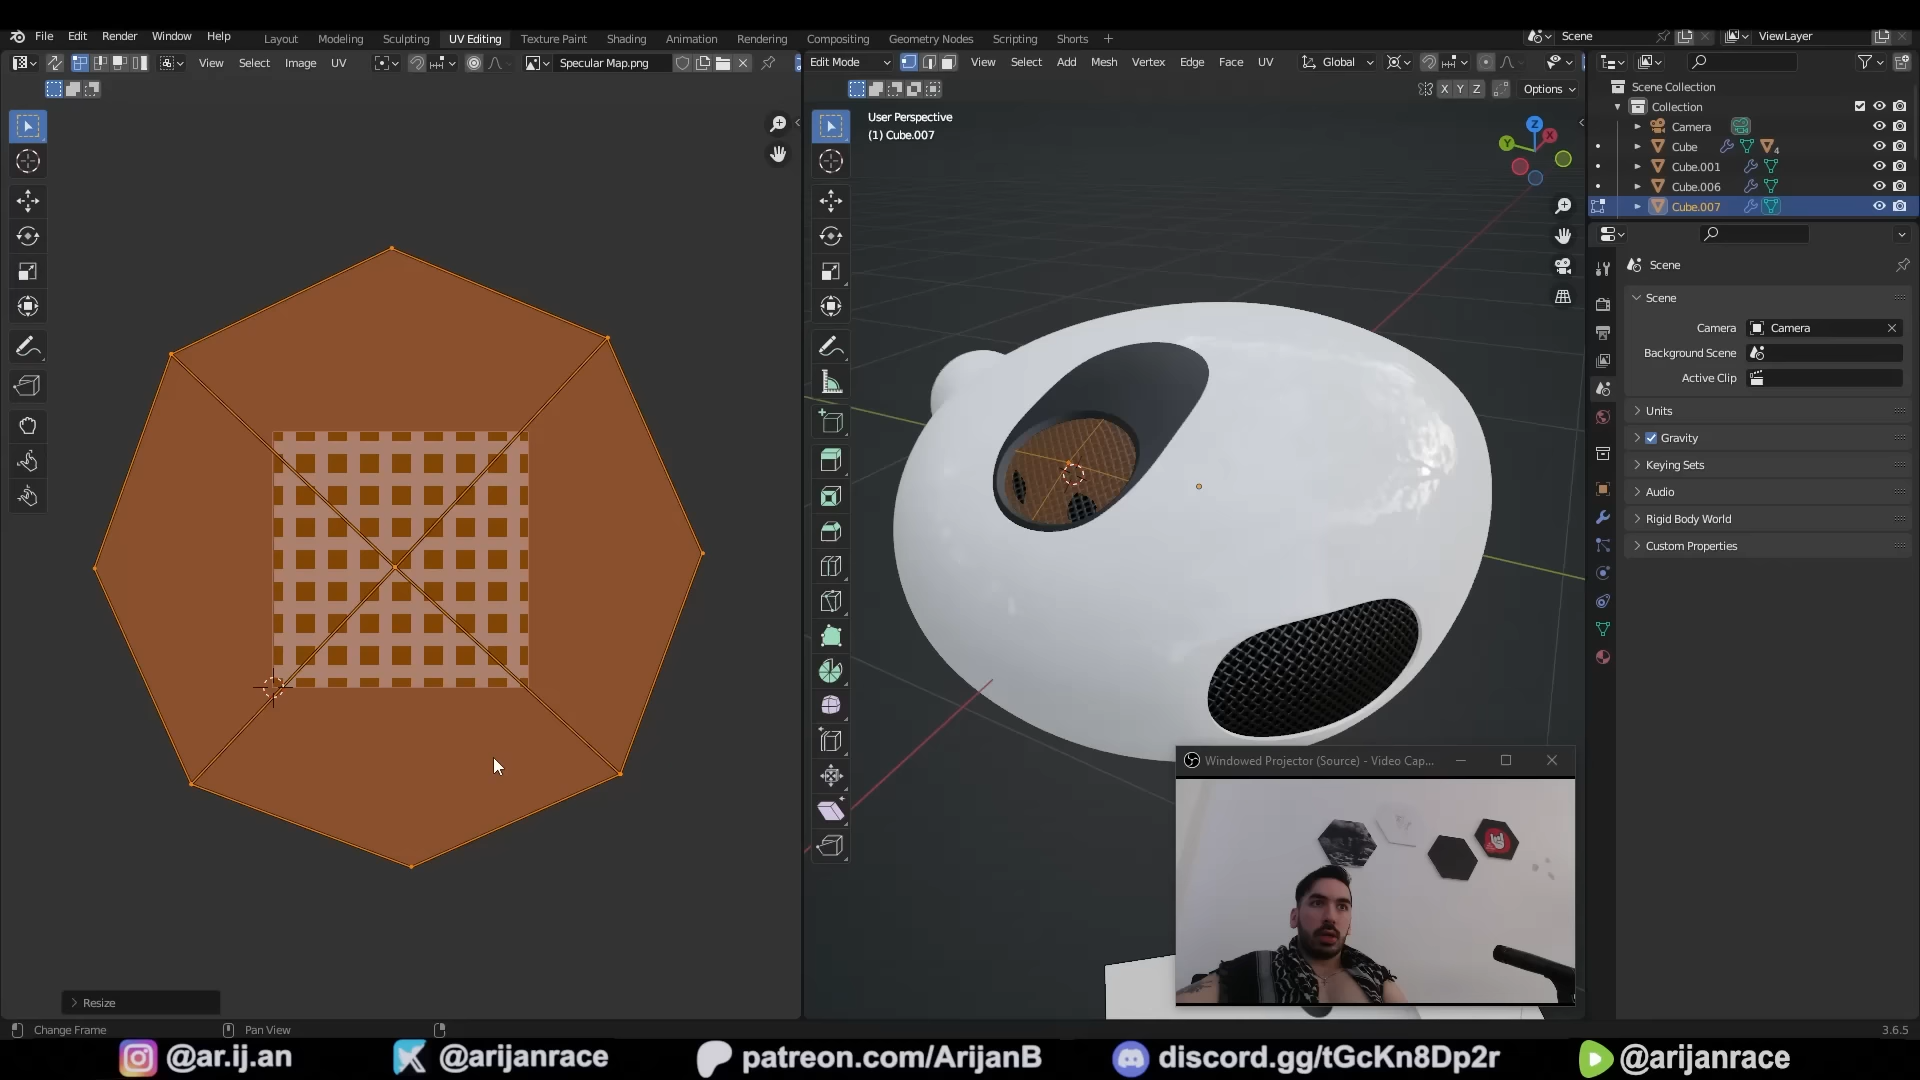 File Edit Render Window Help
Layout Modeling Sculpting UV Editing Texture Paint Shading Animation Rendering Compositing Geometry Nodes Scripting Shorts +
Scene
ViewLayer
View Select Image UV
Specular Map.png
Edit Mode
View Select Add Mesh Vertex Edge Face UV
Global
X Y Z
Options
User Perspective
(1) Cube.007
Z
X
Y
Scene Collection
Collection
Camera
Cube
4
Cube.001
Cube.006
Cube.007
Scene
Scene
Camera
Camera
Background Scene
Active Clip
Units
Gravity
Keying Sets
Audio
Rigid Body World
Custom Properties
Windowed Projector (Source) - Video Cap...
Resize
Change Frame
Pan View
3.6.5
@ar.ij.an
@arijanrace
patreon.com/ArijanB
discord.gg/tGcKn8Dp2r
@arijanrace